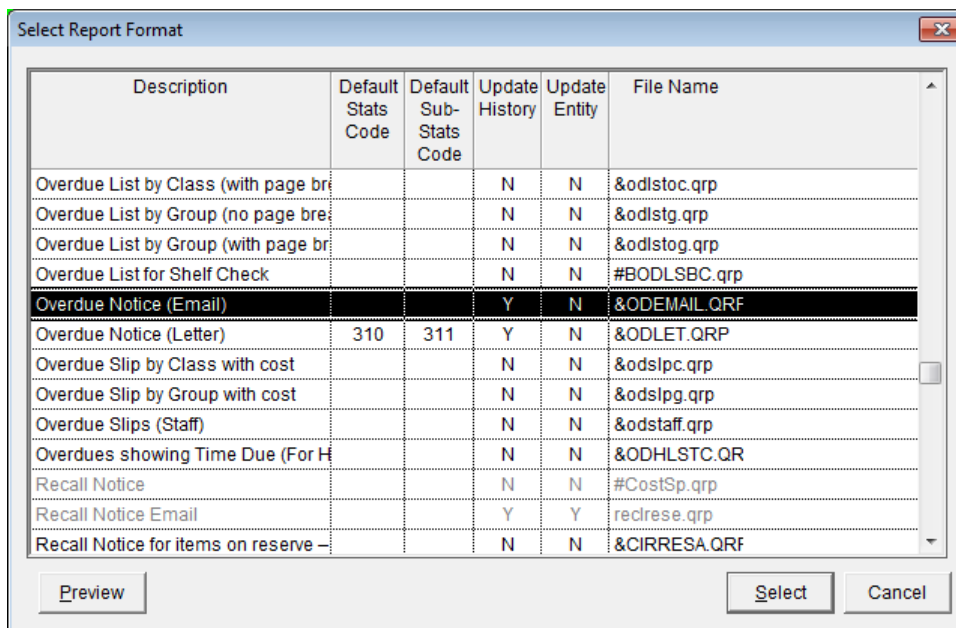 Select Report Format
Description Default Stats Code Default Sub-Stats Code Update History Update Entity File Name
Overdue List by Class (with page bre N N &odlstoc.qrp
Overdue List by Group (no page brea N N &odlstg.qrp
Overdue List by Group (with page br N N &odlstog.qrp
Overdue List for Shelf Check N N #BODLSBC.qrp
Overdue Notice (Email) Y N &ODEMAIL.QRF
Overdue Notice (Letter) 310 311 Y N &ODLET.QRP
Overdue Slip by Class with cost N N &odslpc.qrp
Overdue Slip by Group with cost N N &odslpg.qrp
Overdue Slips (Staff) N N &odstaff.qrp
Overdues showing Time Due (For H N N &ODHLSTC.QR
Recall Notice N N #CostSp.qrp
Recall Notice Email Y Y reclrese.qrp
Recall Notice for items on reserve – N N &CIRRESA.QRF
Preview Select Cancel